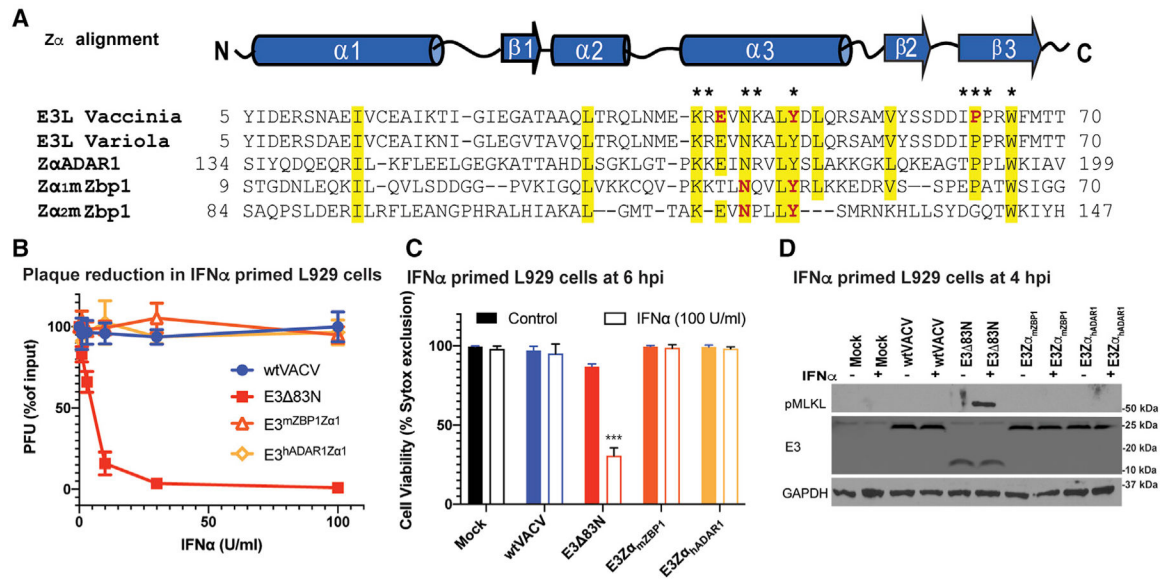 A
Zα alignment
N α1 β1 α2 α3 β2 β3 C
** ** * *** *
E3L Vaccinia 5 YIDERSNAEIVCEAIKTI-GIEGATAAQLTRQLNME-KREVNKALYDLQRSAMVYSSDDIPPRWFMTT 70
E3L Variola 5 SYIDERSDAEIVCEAIKNI-GLEGVTAVQLTRQLNME-KREVNKALYDLQRSAMVYSSDDIPPRWFMTT 70
ZαADAR1 134 SIYQDQEQRIL-KFLEELGEGKATTAHDLSGKLGT-PKKEINRVLYSLAKKGKLQKEAGTPPLWKIAV 199
Zα1mZbp1 9 STGDNLEQKIL-QVLSDDGG--PVKIGQLVKKCQV-PKKTLNQVLYRLKKEDRVS--SPEPATWSIGG 70
Zα2mZbp1 84 SAQPSLDERILRFLEANGPHRALHIAKAL--GMT-TAK-EVNPLLY---SMRNKHLLSYDGQTWKIYH 147
B
Plaque reduction in IFNα primed L929 cells
PFU (%of input)
100
50
0
wtVACV
E3Δ83N
E3mZBP1Zα1
E3hADAR1Zα1
0 50 100
IFNα (U/ml)
C
IFNα primed L929 cells at 6 hpi
Control
IFNα (100 U/ml)
Cell Viability (% Sytox exclusion)
150
100
50
0
***
Mock wtVACV E3Δ83N E3ZαmZBP1 E3ZαhADAR1
D
IFNα primed L929 cells at 4 hpi
Mock Mock wtVACV wtVACV E3Δ83N E3Δ83N E3ZαmZBP1 E3ZαmZBP1 E3ZαhADAR1 E3ZαhADAR1
IFNα - + - + - + - + - +
pMLKL
-50 kDa
E3
-25 kDa
-20 kDa
-10 kDa
GAPDH
-37 kDa